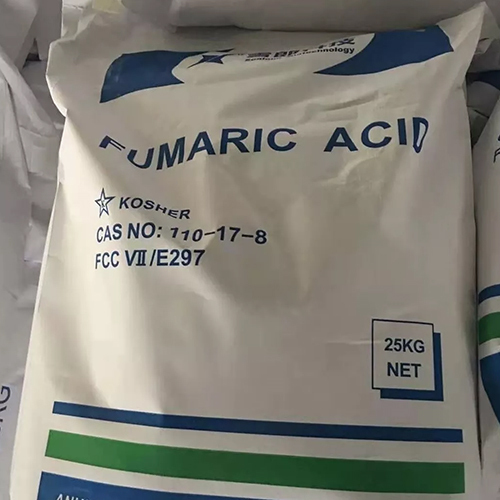 FUMARIC ACID
KOSHER
CAS NO: 110-17-8
FCC Ⅶ/E297
25KG
NET